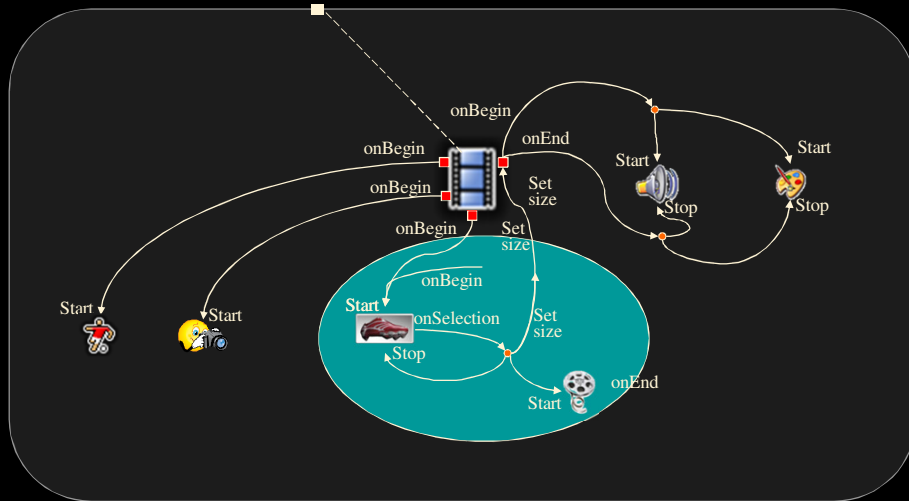 onBegin
onEnd
onBegin
Start
Start
onBegin
Set
size
Stop
Stop
onBegin
Set
size
onBegin
Start
Start
Start
onSelection
Set
size
Stop
onEnd
Start